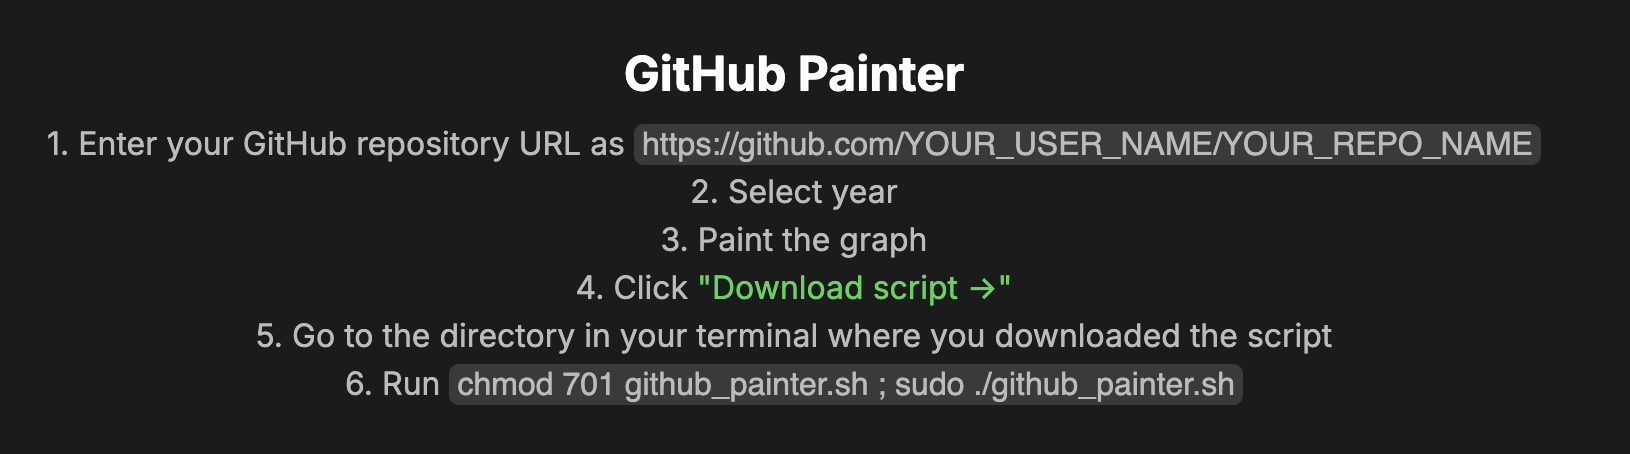 GitHub Painter
1. Enter your GitHub repository URL as https://github.com/YOUR_USER_NAME/YOUR_REPO_NAME
2. Select year
3. Paint the graph
4. Click "Download script →"
5. Go to the directory in your terminal where you downloaded the script
6. Run chmod 701 github_painter.sh ; sudo ./github_painter.sh